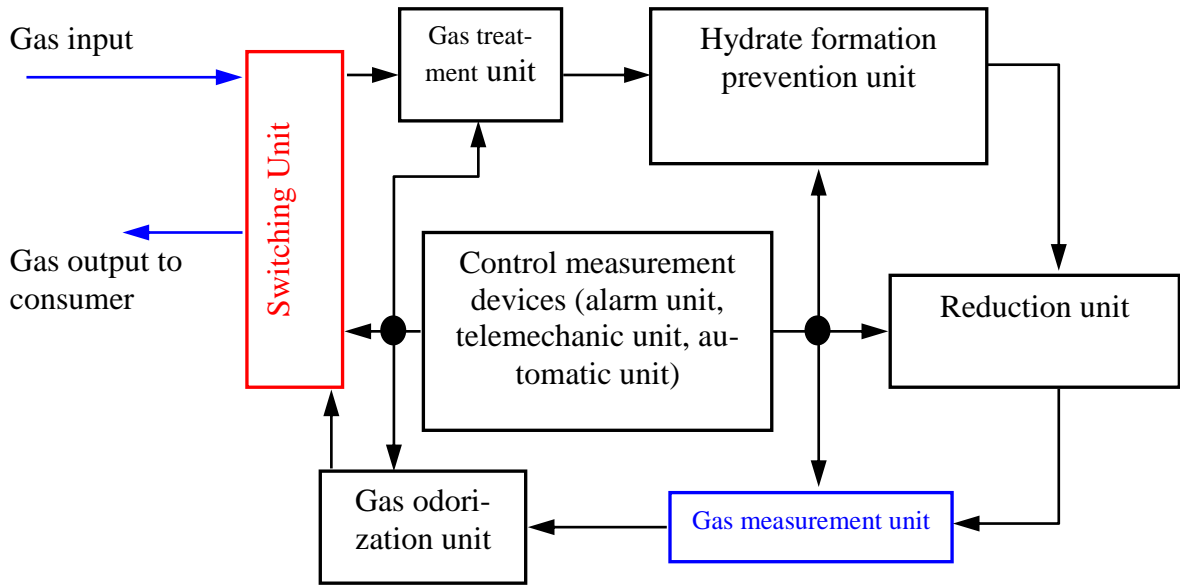 Gas input
Gas treat-
ment unit
Hydrate formation
prevention unit
Switching Unit
Gas output to
consumer
Control measurement
devices (alarm unit,
telemechanic unit, au-
tomatic unit)
Reduction unit
Gas odori-
zation unit
Gas measurement unit